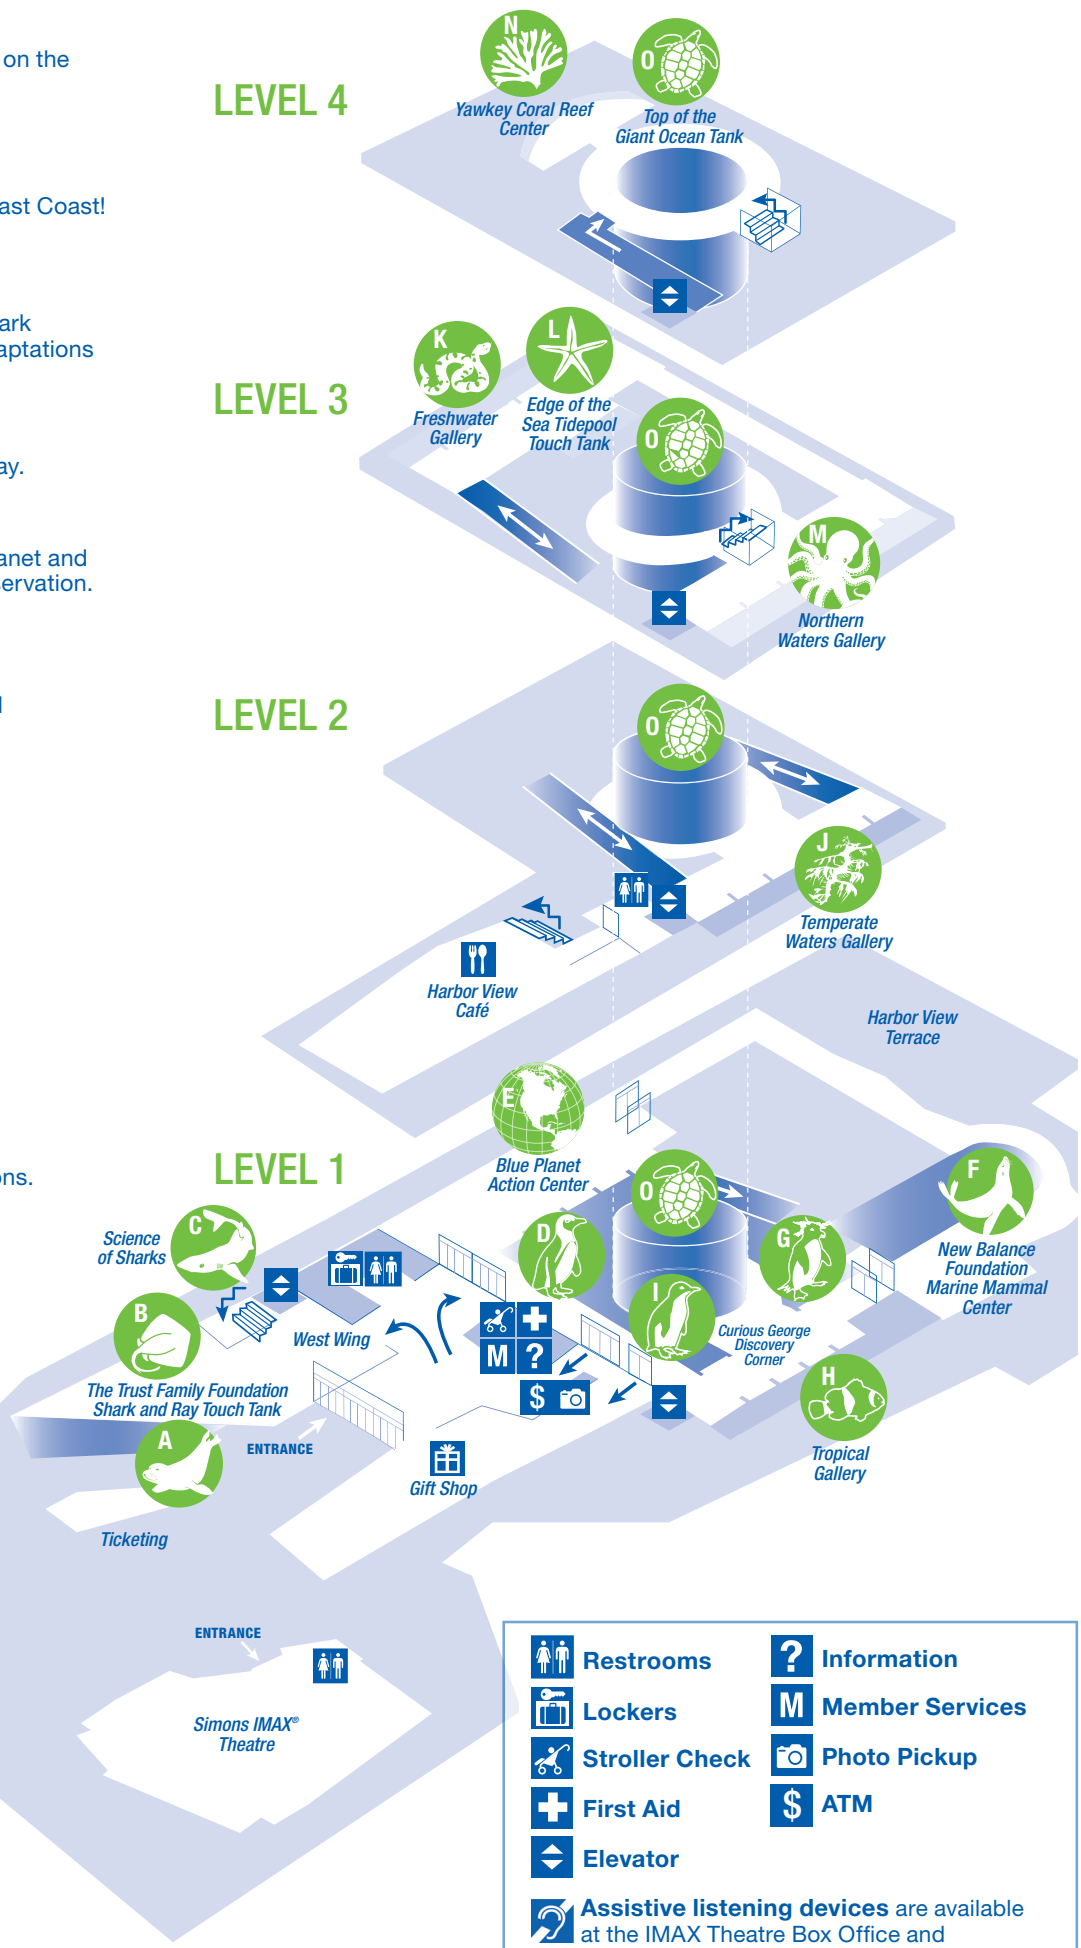 on the
ast Coast!
ark
aptations
ay.
anet and
servation.
ons.
LEVEL 4
N
Yawkey Coral Reef
Center
O
Top of the
Giant Ocean Tank
LEVEL 3
K
Freshwater
Gallery
L
Edge of the
Sea Tidepool
Touch Tank
O
M
Northern
Waters Gallery
LEVEL 2
O
J
Temperate
Waters Gallery
Harbor View
Café
Harbor View
Terrace
LEVEL 1
E
Blue Planet
Action Center
O
F
New Balance
Foundation
Marine Mammal
Center
C
Science
of Sharks
D
G
I
Curious George
Discovery
Corner
B
The Trust Family Foundation
Shark and Ray Touch Tank
West Wing
M ?
$
H
Tropical
Gallery
A
ENTRANCE
Gift Shop
Ticketing
ENTRANCE
Simons IMAX®
Theatre
Restrooms
Lockers
Stroller Check
First Aid
Elevator
? Information
M Member Services
Photo Pickup
$ ATM
Assistive listening devices are available
at the IMAX Theatre Box Office and